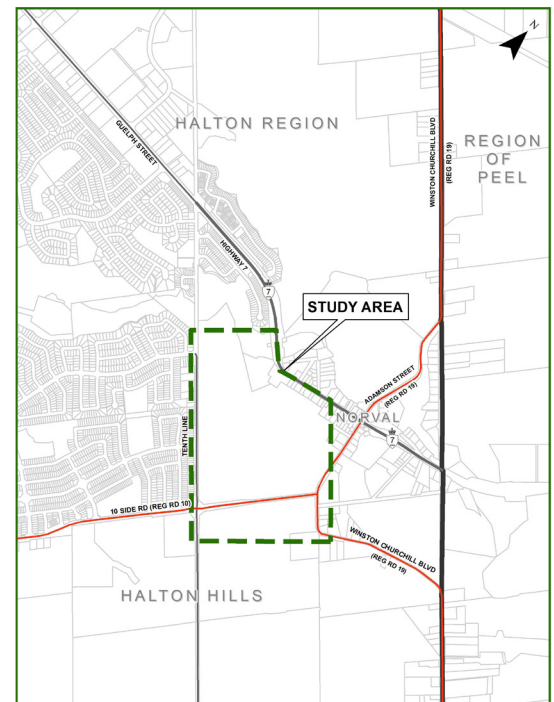 N
HALTON REGION
GUELPH STREET
WINSTON CHURCHILL BLVD
(REG RD 19)
REGION
OF
PEEL
HIGHWAY 7
7
STUDY AREA
ADAMSON STREET
(REG RD 19)
NORVAL
7
TENTH LINE
10 SIDE RD (REG RD 10)
WINSTON CHURCHILL BLVD
(REG RD 19)
HALTON HILLS